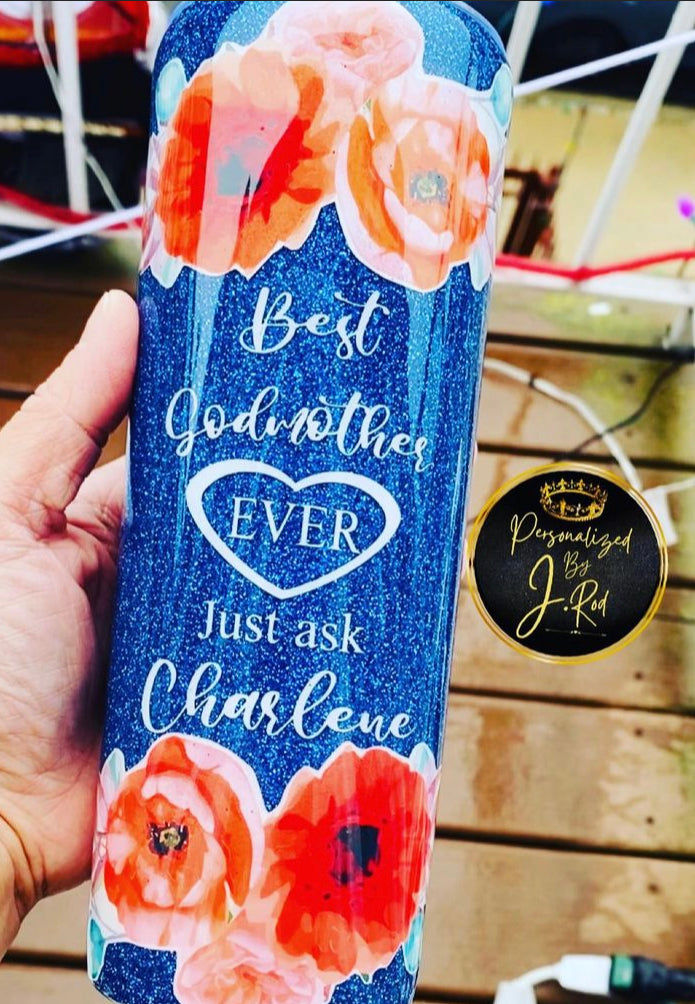 Best
Godmother
EVER
Just ask
Charlene
Personalized
By
J.Rod